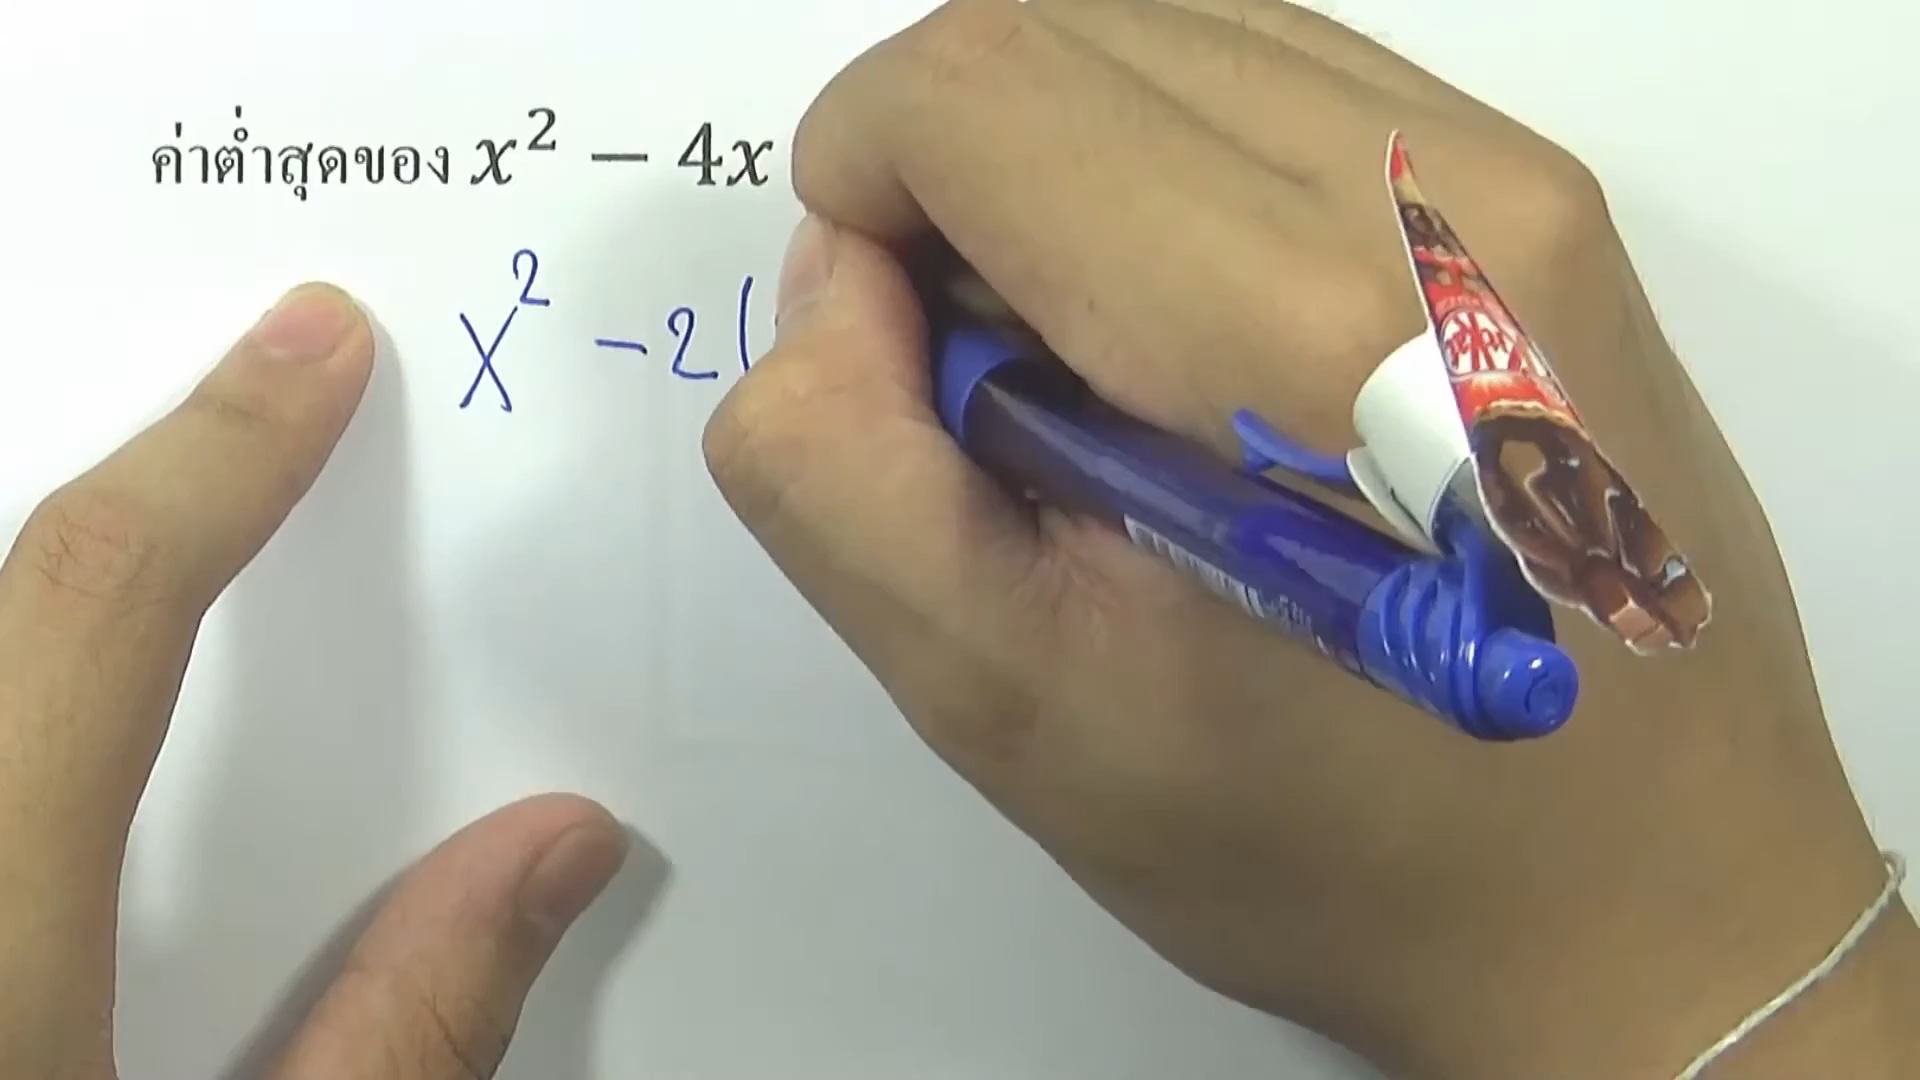 ค่าต่ำสุดของ x² − 4x
x² − 2(